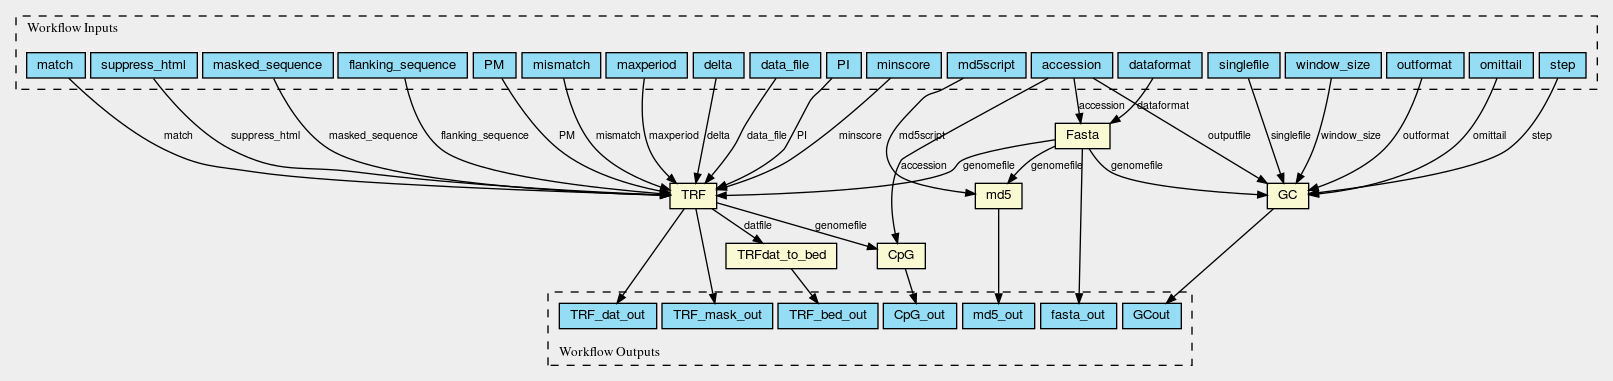 Workflow Inputs
match suppress_html masked_sequence flanking_sequence PM mismatch maxperiod delta data_file PI minscore md5script accession dataformat singlefile window_size outformat omittail step
accession dataformat
match suppress_html masked_sequence flanking_sequence PM mismatch maxperiod delta data_file PI minscore md5script Fasta outputfile singlefile window_size outformat omittail step
accession genomefile genomefile genomefile
TRF md5 GC
datfile genomefile
TRFdat_to_bed CpG
TRF_dat_out TRF_mask_out TRF_bed_out CpG_out md5_out fasta_out GCout
Workflow Outputs